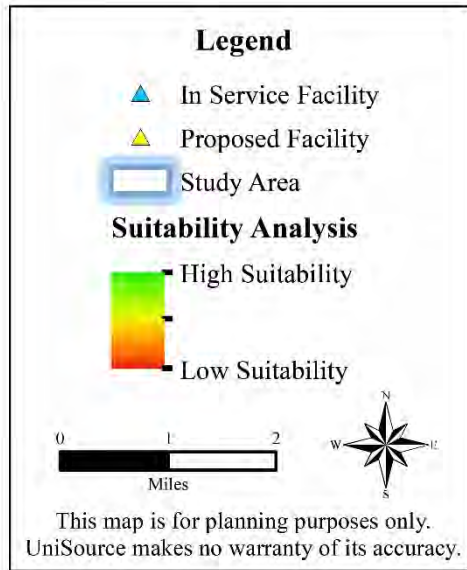 Legend
In Service Facility
Proposed Facility
Study Area
Suitability Analysis
High Suitability
Low Suitability
0 1 2
Miles
N
W E
S
This map is for planning purposes only.
UniSource makes no warranty of its accuracy.